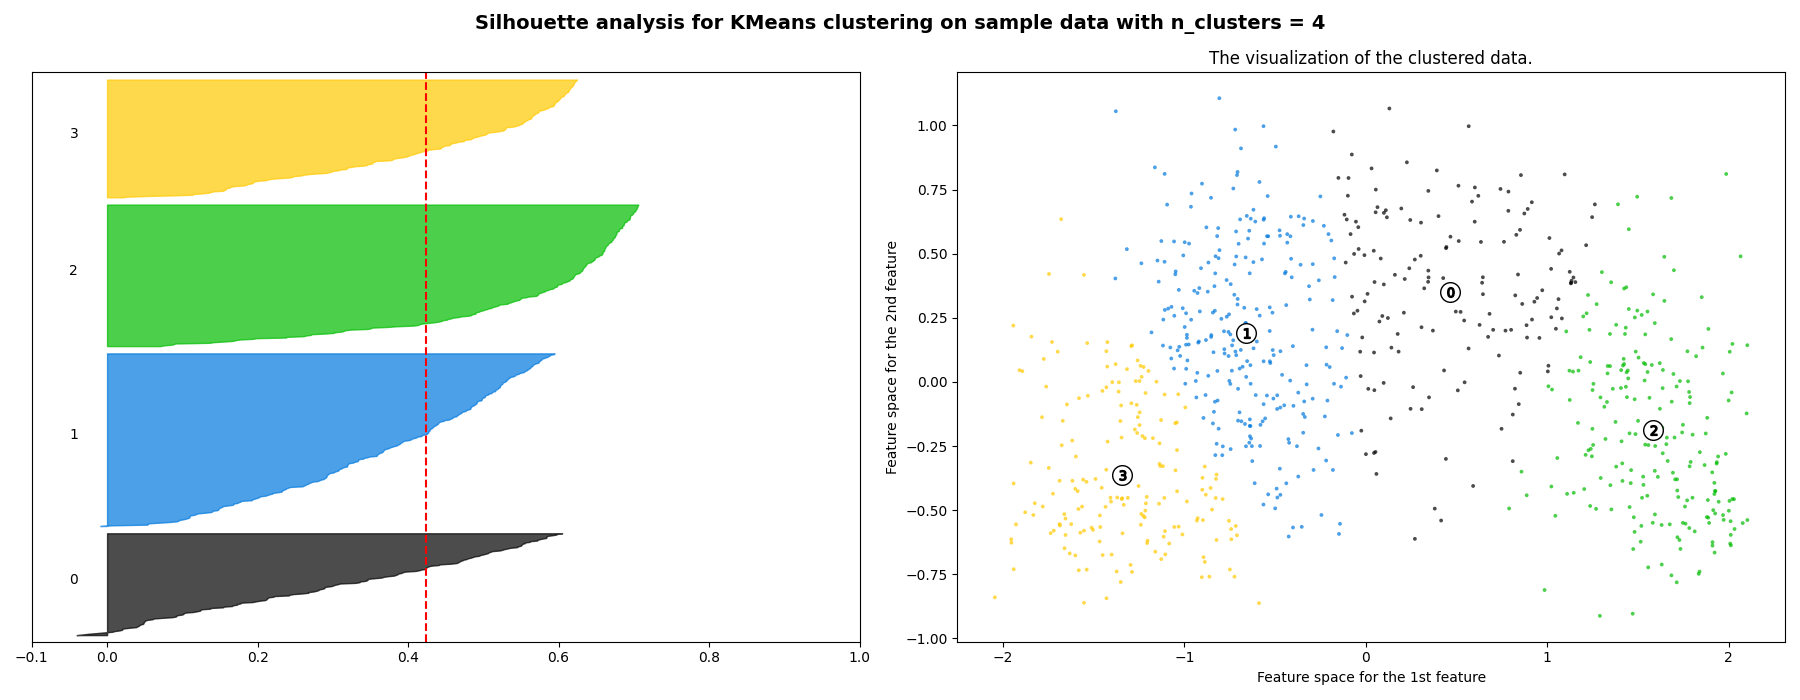 Silhouette analysis for KMeans clustering on sample data with n_clusters = 4
3
2
1
0
−0.1 0.0 0.2 0.4 0.6 0.8 1.0
The visualization of the clustered data.
Feature space for the 2nd feature
1.00
0.75
0.50
0.25
0.00
−0.25
−0.50
−0.75
−1.00
0
1
2
3
−2 −1 0 1 2
Feature space for the 1st feature